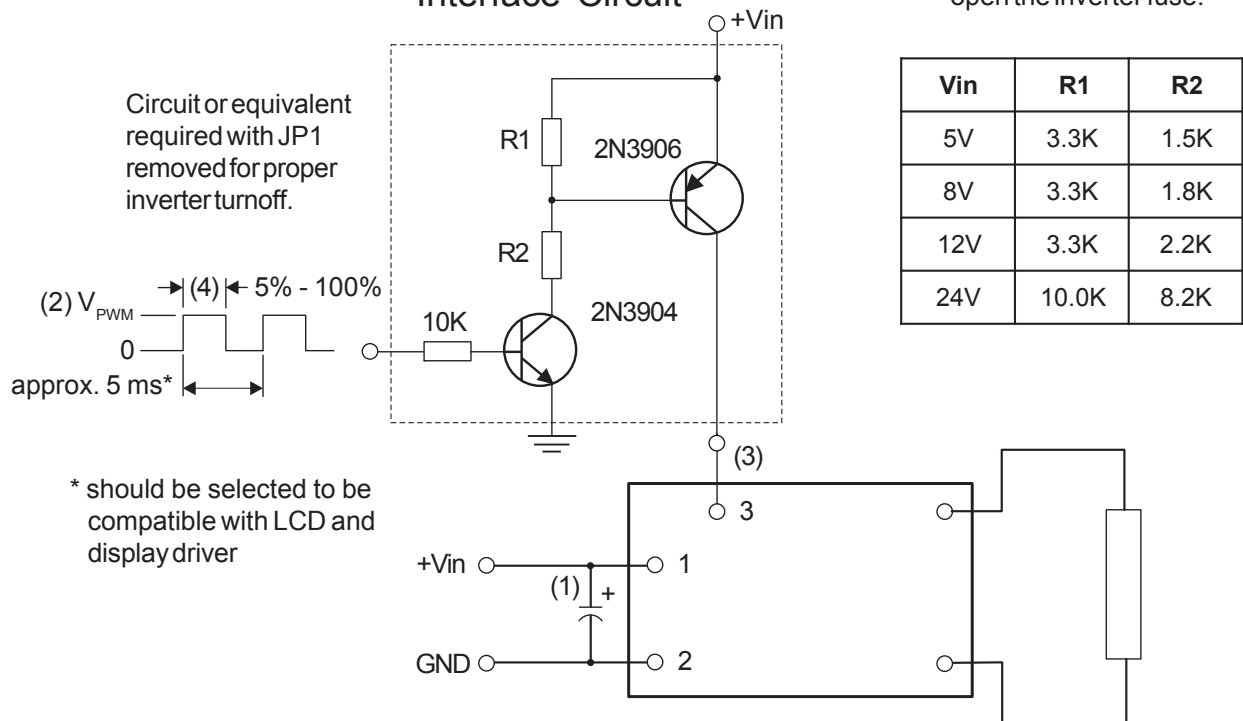 Interface Circuit
open the inverter fuse.
+Vin
Circuit or equivalent
required with JP1
removed for proper
inverter turnoff.
R1
2N3906
R2
2N3904
10K
(4) 5% - 100%
(2) VPWM
0
approx. 5 ms*
* should be selected to be
compatible with LCD and
display driver
Vin R1 R2
5V 3.3K 1.5K
8V 3.3K 1.8K
12V 3.3K 2.2K
24V 10.0K 8.2K
(3)
3
+Vin
1
(1)
+
GND
2